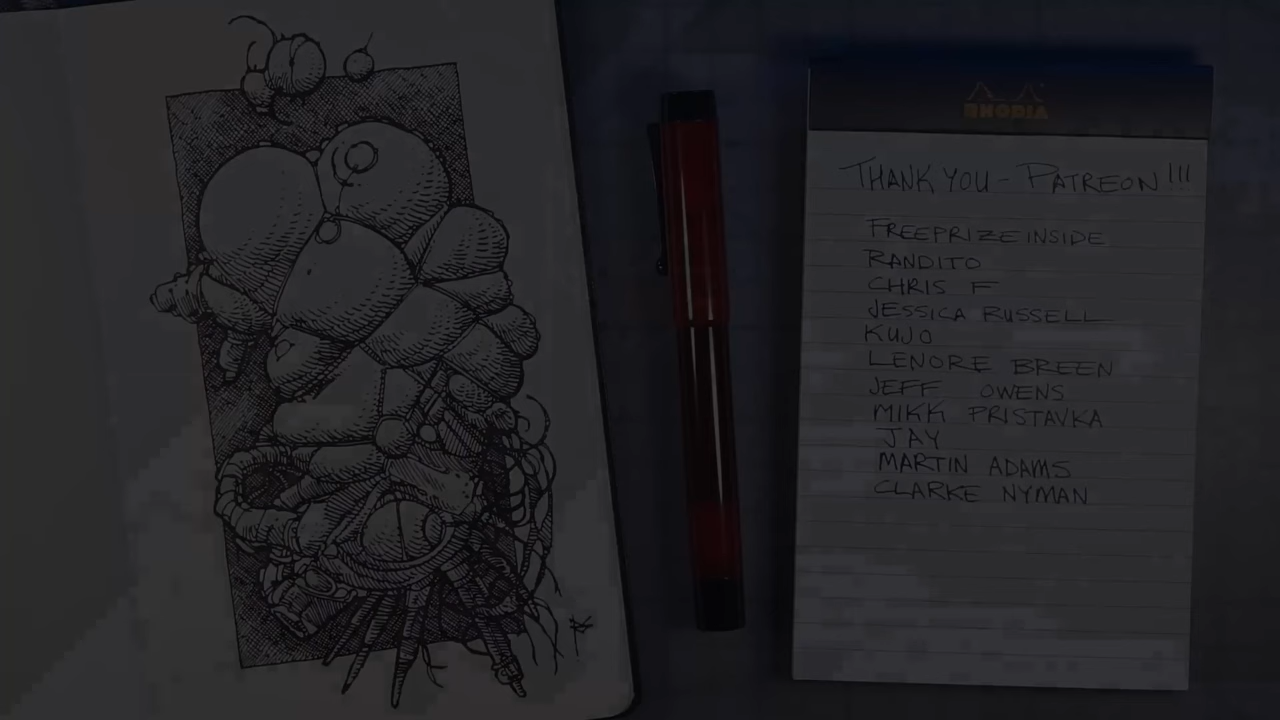 RHODIA
THANK YOU - PATREON!!!
FREEPRIZEINSIDE
RANDITO
CHRIS F
JESSICA RUSSELL
KUJO
LENORE BREEN
JEFF OWENS
MIKK PRISTAVKA
JAY
MARTIN ADAMS
CLARKE NYMAN